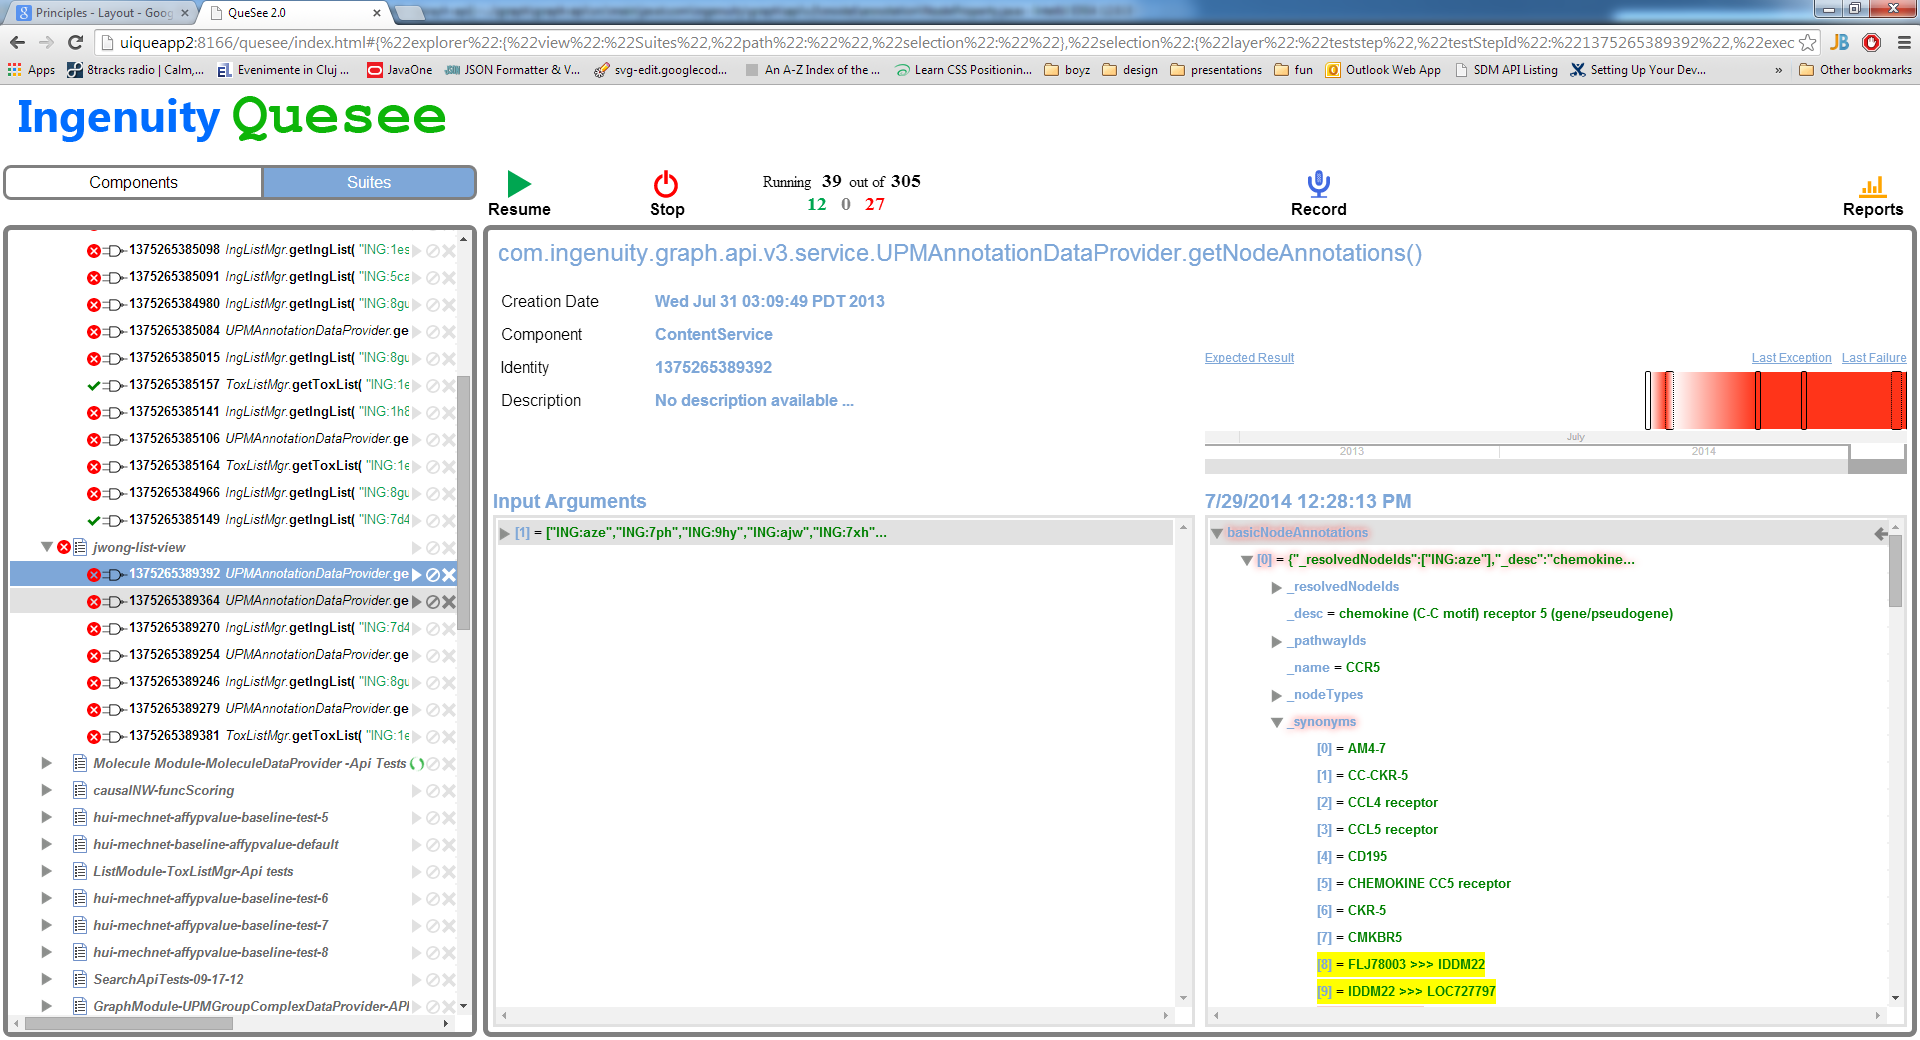 Principles - Layout - Goog
QueSee 2.0
uiqueapp2:8166/quesee/index.html#{%22explorer%22:{%22view%22:%22Suites%22,%22path%22:%22%22,%22selection%22:%22%22},%22selection%22:{%22layer%22:%22teststep%22,%22testStepId%22:%221375265389392%22,%22exec
Apps 8tracks radio | Calm,... Evenimente in Cluj ... JavaOne JSON Formatter & V... svg-edit.googlecod... An A-Z Index of the ... Learn CSS Positionin... boyz design presentations fun Outlook Web App SDM API Listing Setting Up Your Dev... » Other bookmarks
Ingenuity Quesee
Components Suites
Resume
Stop
Running 39 out of 305
12 0 27
Record
Reports
1375265385098 IngListMgr.getIngList( "ING:1es
1375265385091 IngListMgr.getIngList( "ING:5ca
1375265384980 IngListMgr.getIngList( "ING:8gu
1375265385084 UPMAnnotationDataProvider.ge
1375265385015 IngListMgr.getIngList( "ING:8gu
1375265385157 ToxListMgr.getToxList( "ING:1e
1375265385141 IngListMgr.getIngList( "ING:1h8
1375265385106 UPMAnnotationDataProvider.ge
1375265385164 ToxListMgr.getToxList( "ING:1e
1375265384966 IngListMgr.getIngList( "ING:8gu
1375265385149 IngListMgr.getIngList( "ING:7d4
jwong-list-view
1375265389392 UPMAnnotationDataProvider.ge
1375265389364 UPMAnnotationDataProvider.ge
1375265389270 IngListMgr.getIngList( "ING:7d4
1375265389254 UPMAnnotationDataProvider.ge
1375265389246 IngListMgr.getIngList( "ING:8gu
1375265389279 UPMAnnotationDataProvider.ge
1375265389381 ToxListMgr.getToxList( "ING:1e
Molecule Module-MoleculeDataProvider -Api Tests
causalNW-funcScoring
hui-mechnet-affypvalue-baseline-test-5
hui-mechnet-baseline-affypvalue-default
ListModule-ToxListMgr-Api tests
hui-mechnet-affypvalue-baseline-test-6
hui-mechnet-affypvalue-baseline-test-7
hui-mechnet-affypvalue-baseline-test-8
SearchApiTests-09-17-12
GraphModule-UPMGroupComplexDataProvider-API
com.ingenuity.graph.api.v3.service.UPMAnnotationDataProvider.getNodeAnnotations()
Creation Date Wed Jul 31 03:09:49 PDT 2013
Component ContentService
Identity 1375265389392
Description No description available ...
Expected Result Last Exception Last Failure
July
2013 2014
Input Arguments
[1] = ["ING:aze","ING:7ph","ING:9hy","ING:ajw","ING:7xh"...
7/29/2014 12:28:13 PM
basicNodeAnnotations
[0] = {"_resolvedNodeIds":["ING:aze"],"_desc":"chemokine...
_resolvedNodeIds
_desc = chemokine (C-C motif) receptor 5 (gene/pseudogene)
_pathwayIds
_name = CCR5
_nodeTypes
_synonyms
[0] = AM4-7
[1] = CC-CKR-5
[2] = CCL4 receptor
[3] = CCL5 receptor
[4] = CD195
[5] = CHEMOKINE CC5 receptor
[6] = CKR-5
[7] = CMKBR5
[8] = FLJ78003 >>> IDDM22
[9] = IDDM22 >>> LOC727797